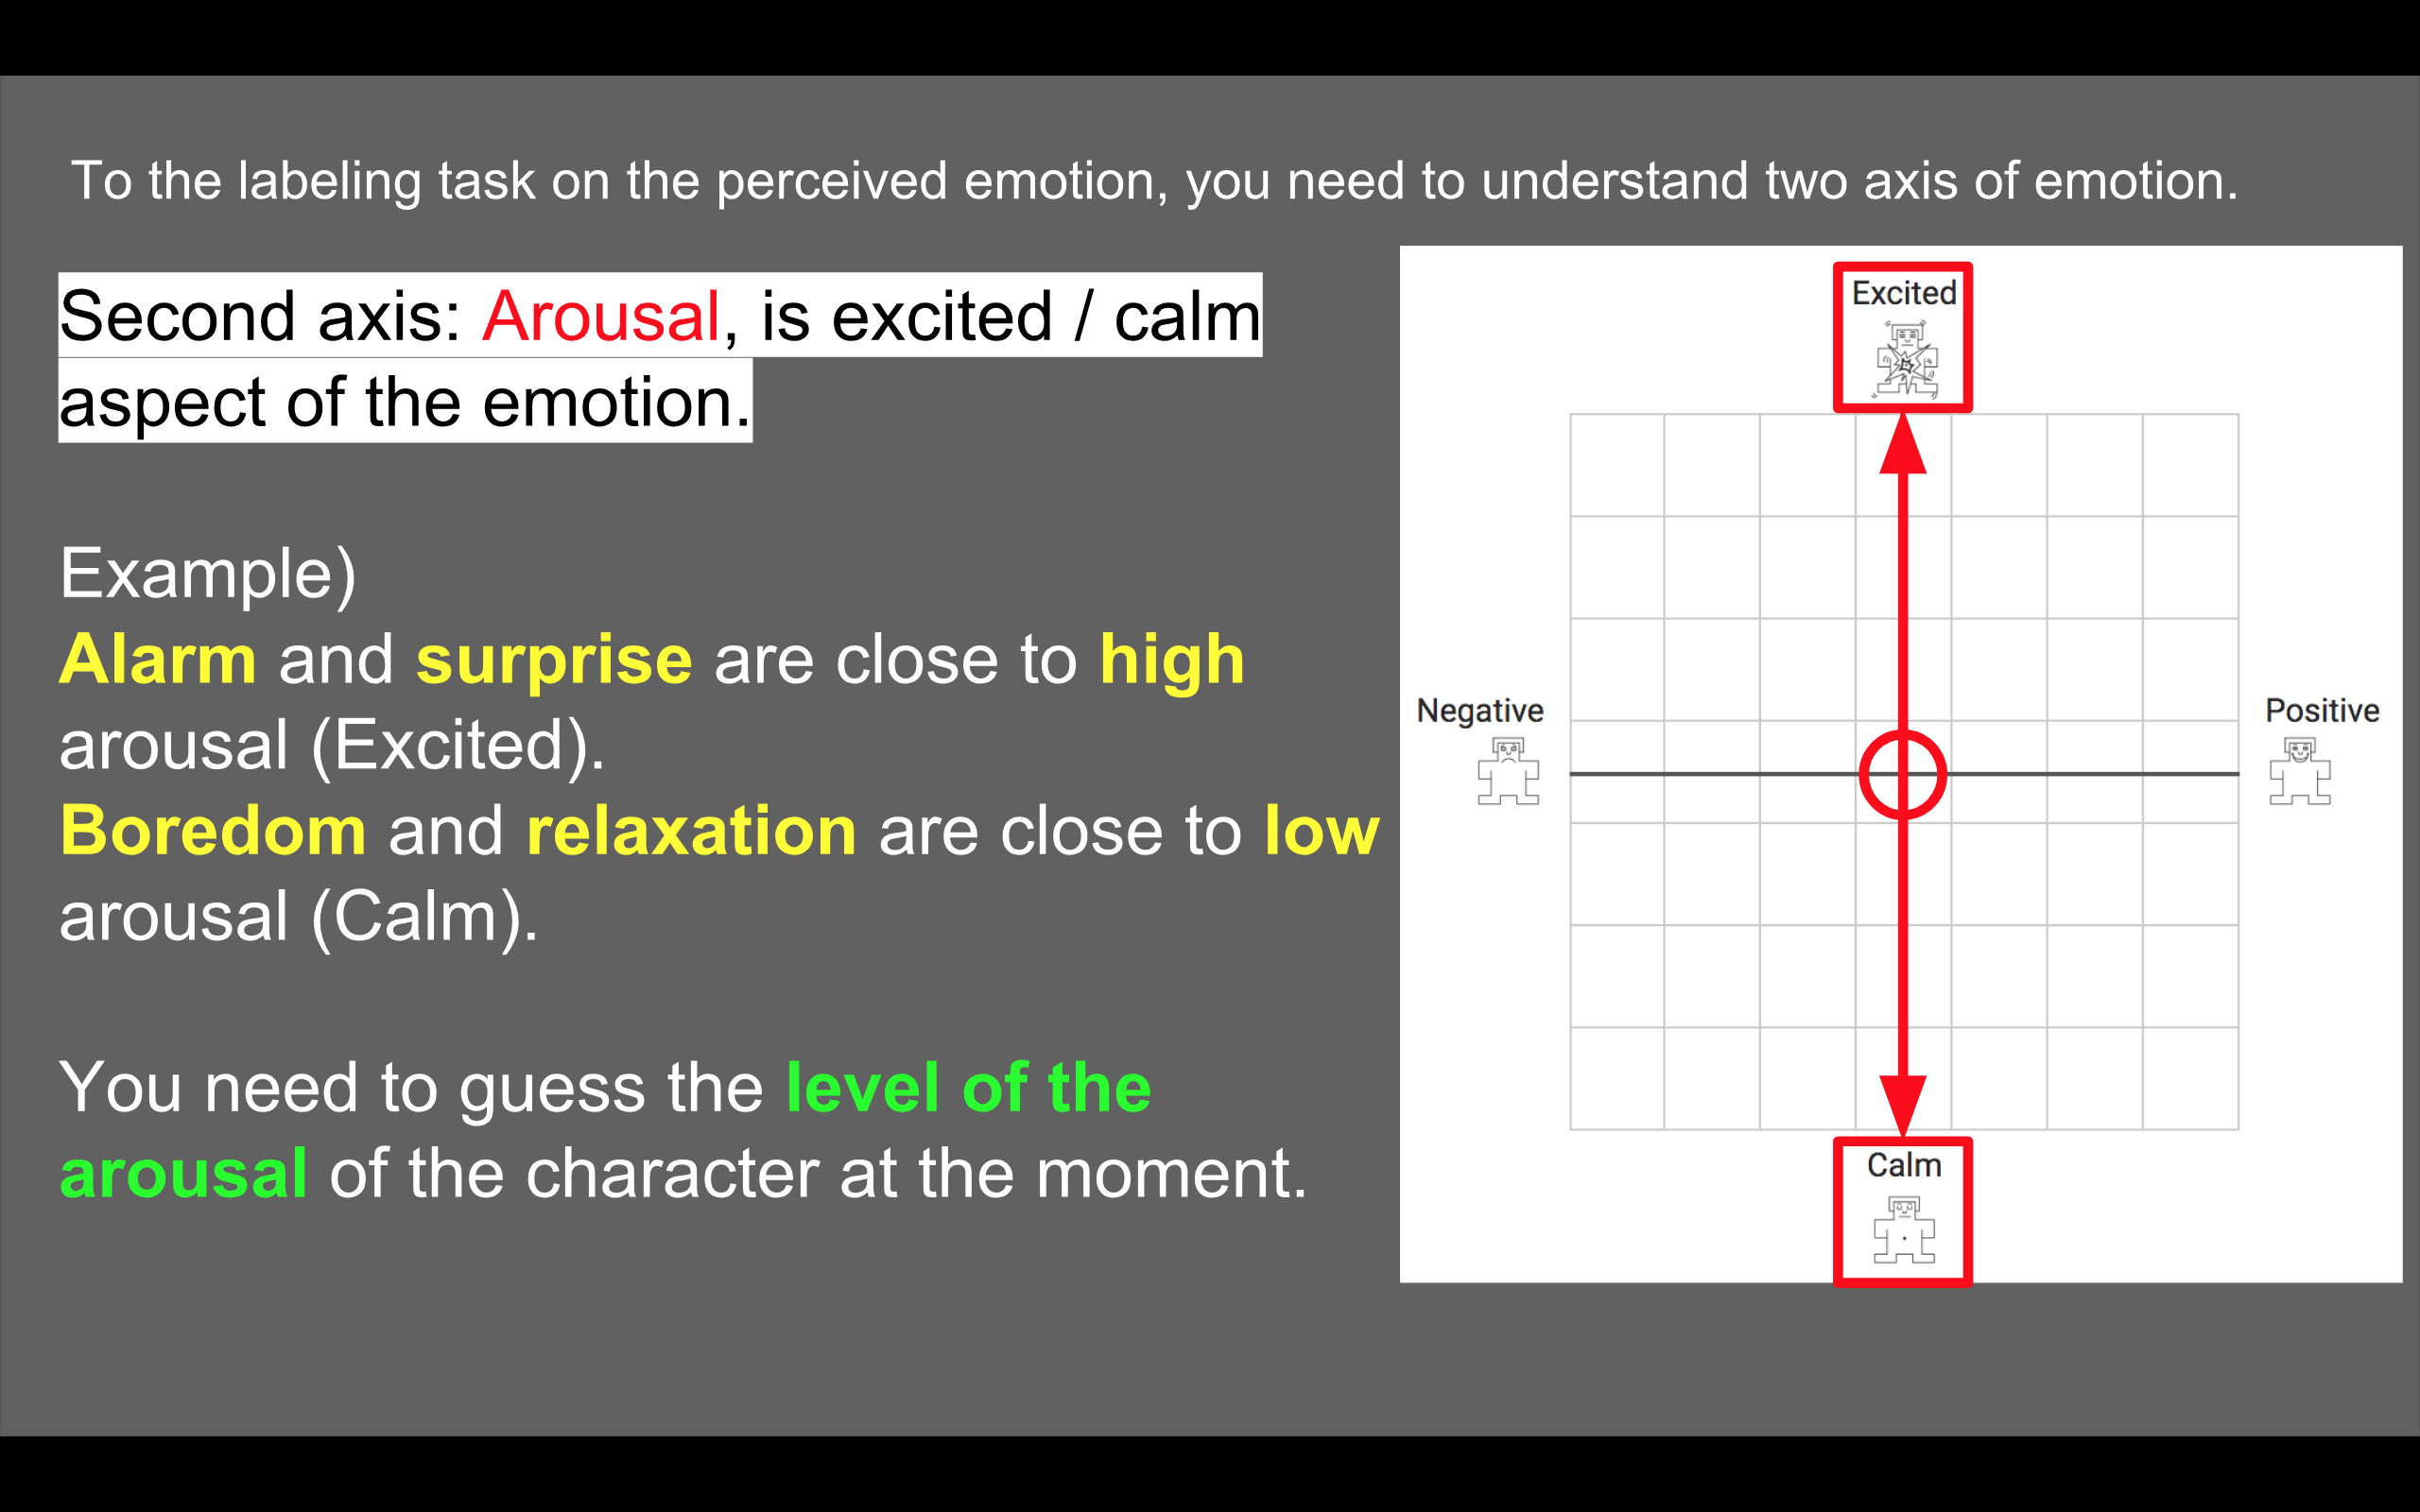 To the labeling task on the perceived emotion, you need to understand two axis of emotion.
Second axis: Arousal, is excited / calm
aspect of the emotion.
Example)
Alarm and surprise are close to high
arousal (Excited).
Boredom and relaxation are close to low
arousal (Calm).
You need to guess the level of the
arousal of the character at the moment.
Excited
Negative
Positive
Calm